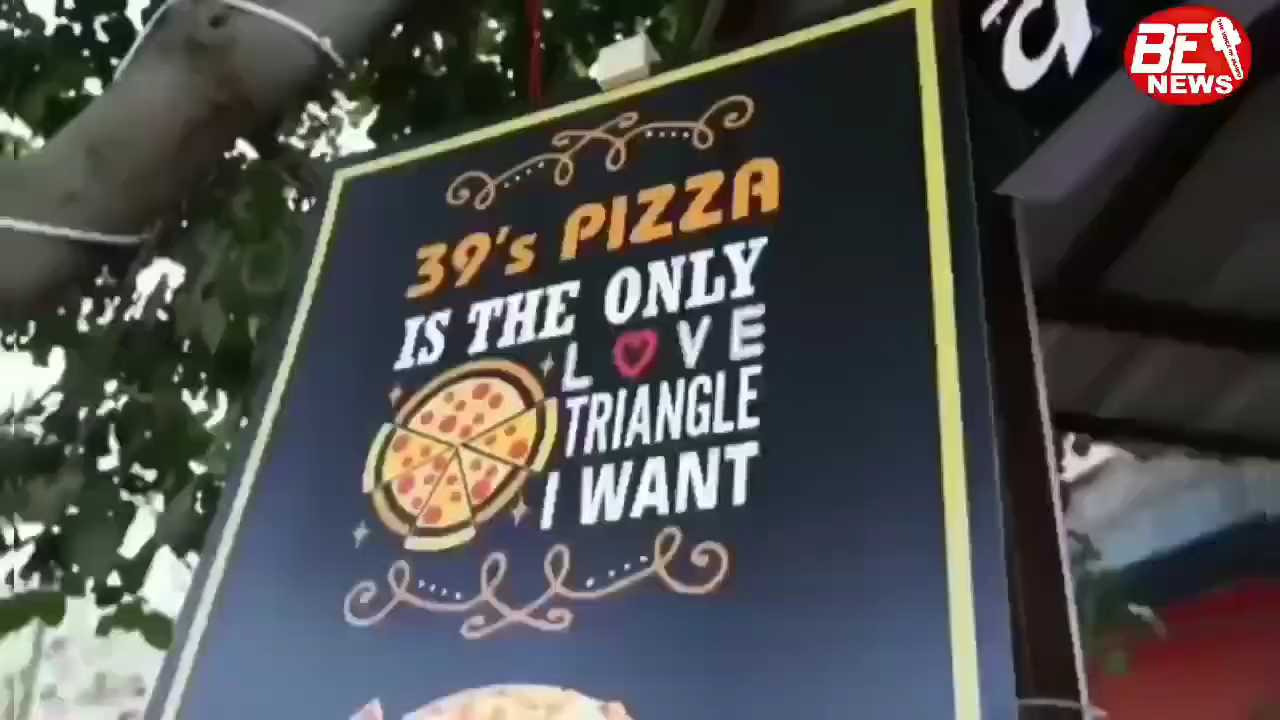 BE
NEWS
39's PIZZA
IS THE ONLY
LOVE
TRIANGLE
I WANT